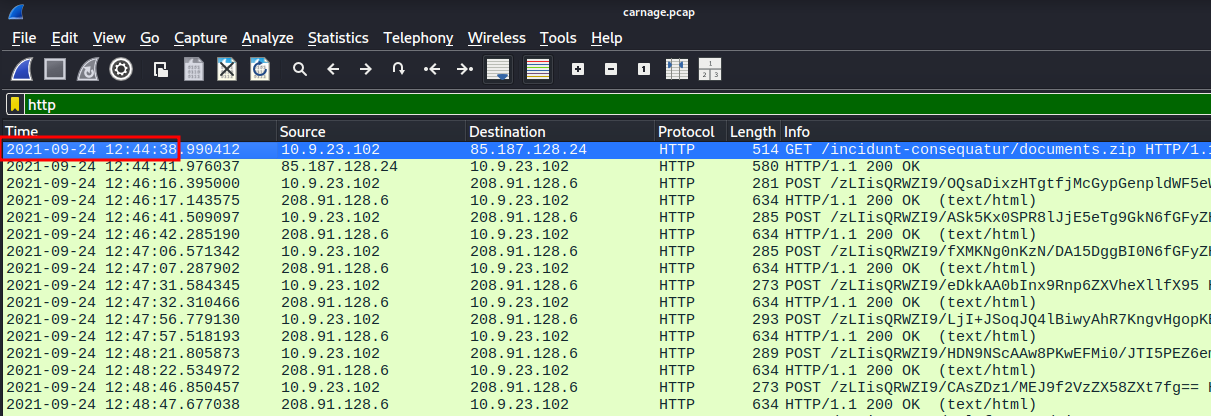 carnage.pcap
File Edit View Go Capture Analyze Statistics Telephony Wireless Tools Help
http
Time Source Destination Protocol Length Info
2021-09-24 12:44:38.990412 10.9.23.102 85.187.128.24 HTTP 514 GET /incidunt-consequatur/documents.zip HTTP/1.1
2021-09-24 12:44:41.976037 85.187.128.24 10.9.23.102 HTTP 580 HTTP/1.1 200 OK
2021-09-24 12:46:16.395000 10.9.23.102 208.91.128.6 HTTP 281 POST /zLIisQRWZI9/OQsaDixzHTgtfjMcGypGenpldWF5eW
2021-09-24 12:46:17.143575 208.91.128.6 10.9.23.102 HTTP 634 HTTP/1.1 200 OK (text/html)
2021-09-24 12:46:41.509097 10.9.23.102 208.91.128.6 HTTP 285 POST /zLIisQRWZI9/ASk5Kx0SPR8lJjE5eTg9GkN6fGFyZH
2021-09-24 12:46:42.285190 208.91.128.6 10.9.23.102 HTTP 634 HTTP/1.1 200 OK (text/html)
2021-09-24 12:47:06.571342 10.9.23.102 208.91.128.6 HTTP 285 POST /zLIisQRWZI9/fXMKNg0nKzN/DA15DggBI0N6fGFyZH
2021-09-24 12:47:07.287902 208.91.128.6 10.9.23.102 HTTP 634 HTTP/1.1 200 OK (text/html)
2021-09-24 12:47:31.584345 10.9.23.102 208.91.128.6 HTTP 273 POST /zLIisQRWZI9/eDkkAA0bInx9Rnp6ZXVheXllfX95 H
2021-09-24 12:47:32.310466 208.91.128.6 10.9.23.102 HTTP 634 HTTP/1.1 200 OK (text/html)
2021-09-24 12:47:56.779130 10.9.23.102 208.91.128.6 HTTP 293 POST /zLIisQRWZI9/LjI+JSoqJQ4lBiwyAhR7KngvHgopKE
2021-09-24 12:47:57.518193 208.91.128.6 10.9.23.102 HTTP 634 HTTP/1.1 200 OK (text/html)
2021-09-24 12:48:21.805873 10.9.23.102 208.91.128.6 HTTP 289 POST /zLIisQRWZI9/HDN9NScAAw8PKwEFMi0/JTI5PEZ6en
2021-09-24 12:48:22.534972 208.91.128.6 10.9.23.102 HTTP 634 HTTP/1.1 200 OK (text/html)
2021-09-24 12:48:46.850457 10.9.23.102 208.91.128.6 HTTP 273 POST /zLIisQRWZI9/CAsZDz1/MEJ9f2VzZX58ZXt7fg== H
2021-09-24 12:48:47.677038 208.91.128.6 10.9.23.102 HTTP 634 HTTP/1.1 200 OK (text/html)